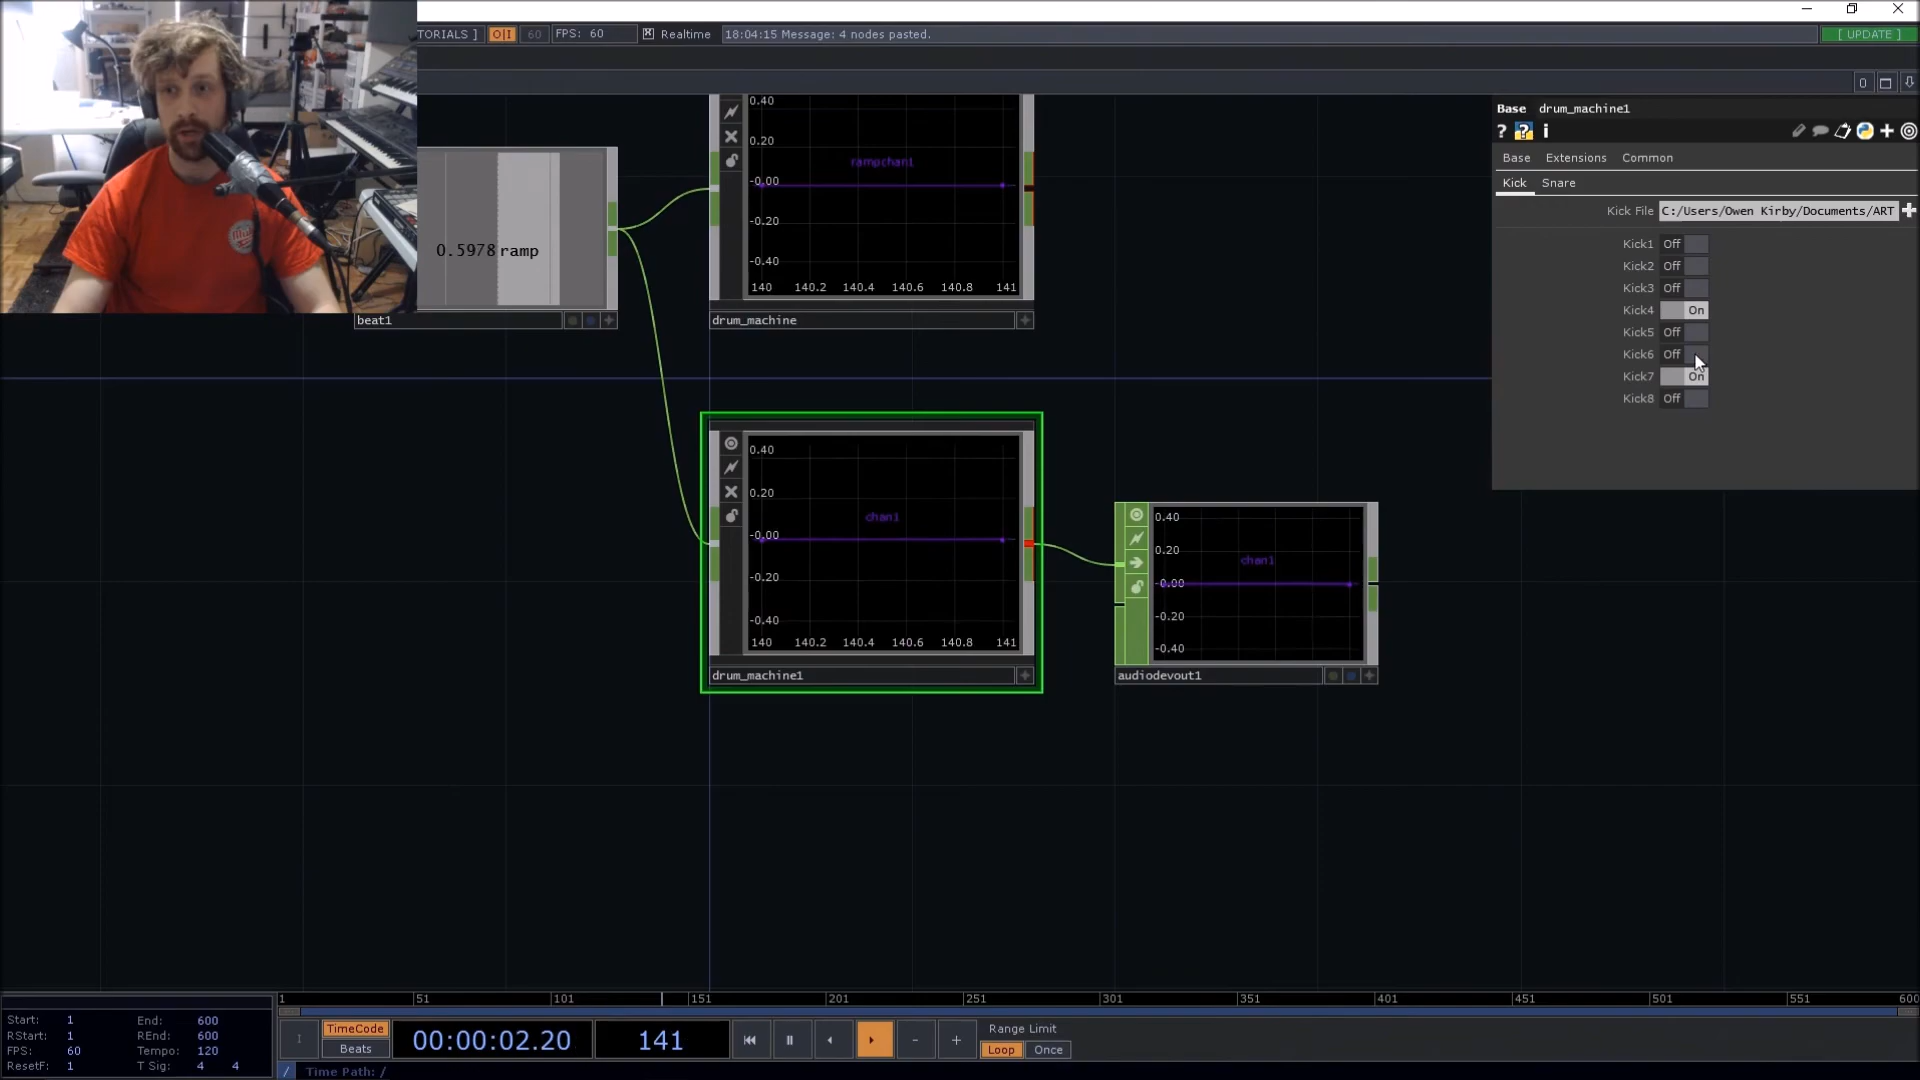 TORIALS ]
O|I
60
FPS: 60
Realtime
18:04:15 Message: 4 nodes pasted.
[ UPDATE ]
0
Base drum_machine1
? ? i
Base Extensions Common
Kick Snare
Kick File C:/Users/Owen Kirby/Documents/ART
Kick1 Off
Kick2 Off
Kick3 Off
Kick4 On
Kick5 Off
Kick6 Off
Kick7 On
Kick8 Off
0.5978 ramp
beat1
0.40
0.20
rampchan1
-0.00
-0.20
-0.40
140 140.2 140.4 140.6 140.8 141
drum_machine
0.40
0.20
chan1
-0.00
-0.20
-0.40
140 140.2 140.4 140.6 140.8 141
drum_machine1
0.40
0.20
chan1
-0.00
-0.20
-0.40
audiodevout1
1 51 101 151 201 251 301 351 401 451 501 551 600
Start: 1 End: 600
RStart: 1 REnd: 600
FPS: 60 Tempo: 120
ResetF: 1 T Sig: 4 4
TimeCode
Beats
00:00:02.20
141
- +
Range Limit
Loop Once
/ Time Path: /